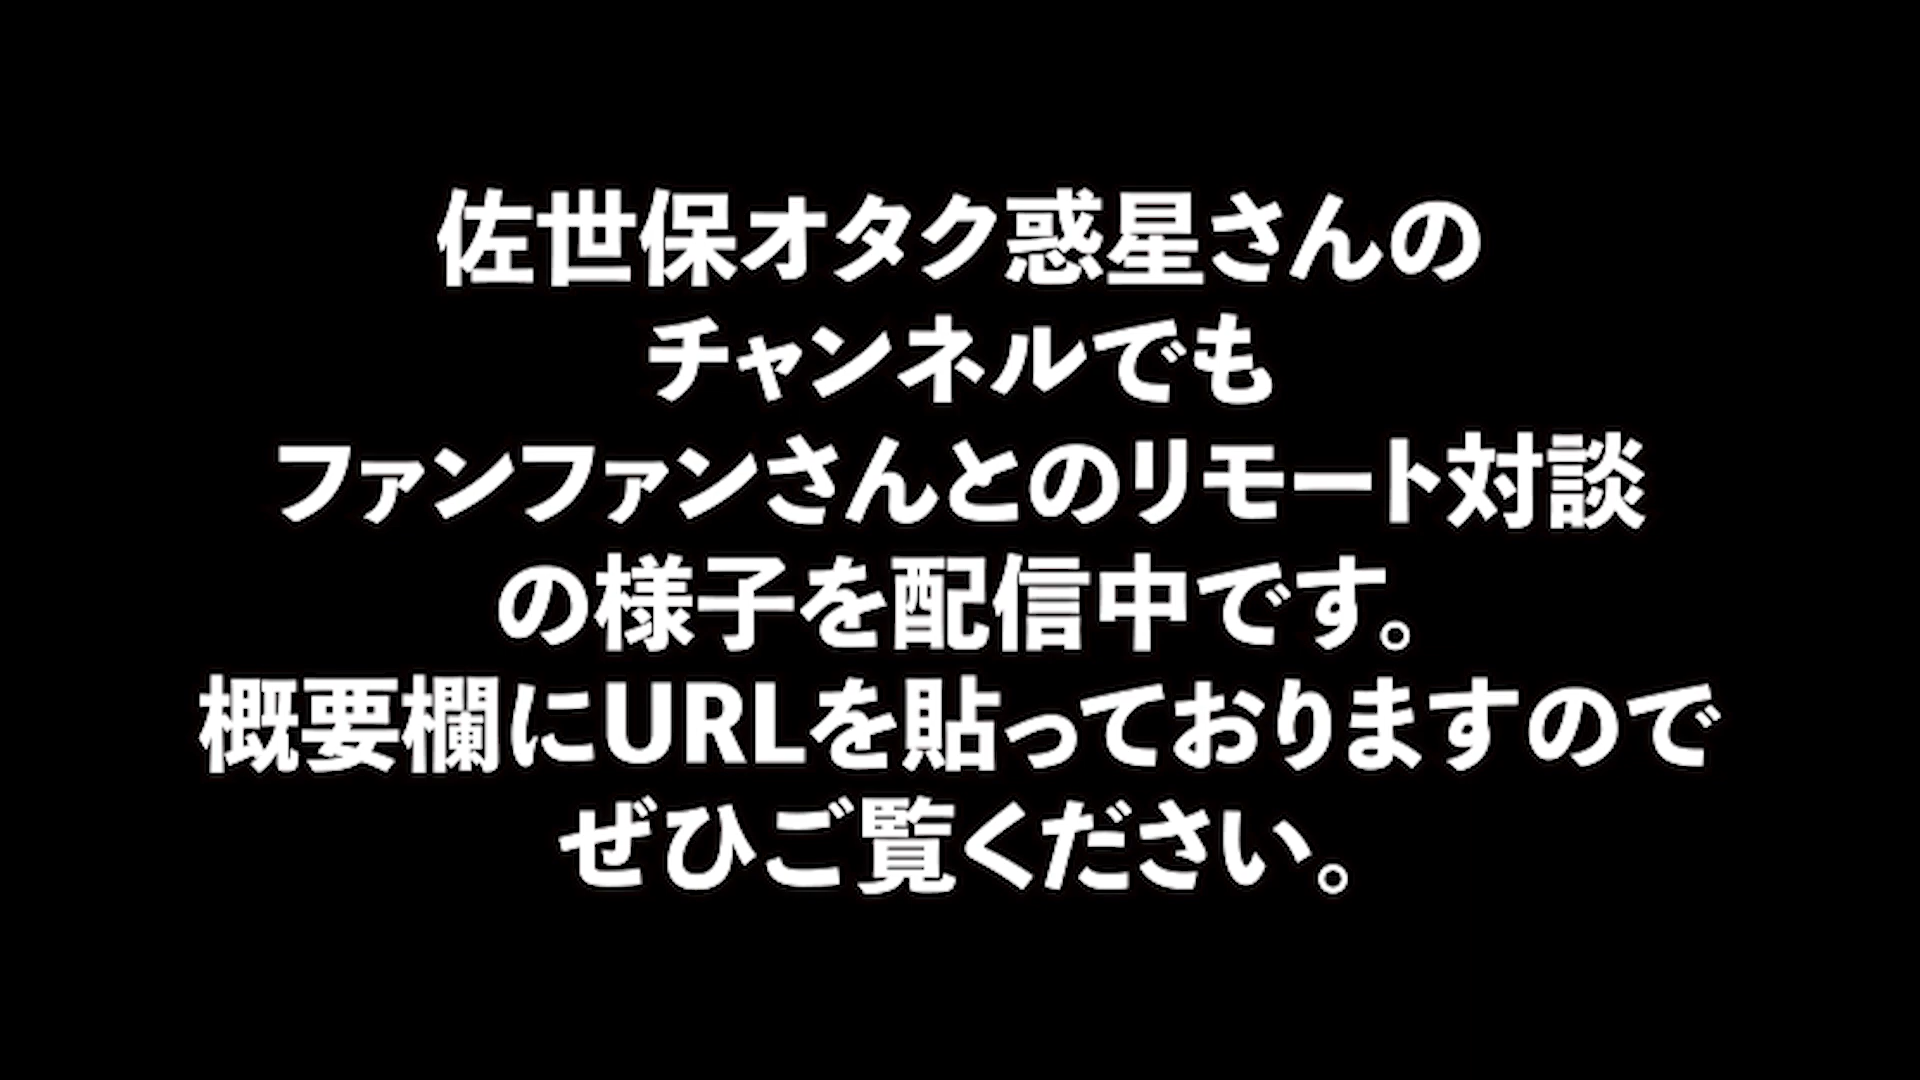 佐世保オタク惑星さんの
チャンネルでも
ファンファンさんとのリモート対談
の様子を配信中です。
概要欄にURLを貼っておりますので
ぜひご覧ください。